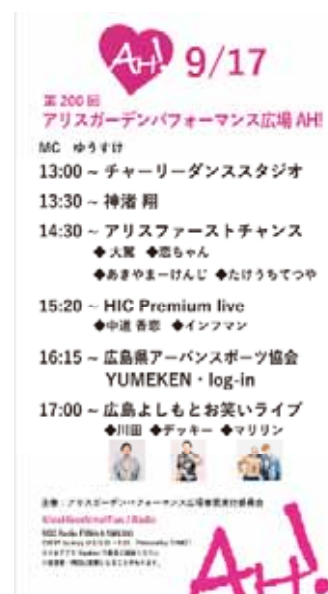 AH! 9/17
第200回
アリスガーデンパフォーマンス広場 AH!
MC ゆうすけ
13:00 ~ チャーリーダンススタジオ
13:30 ~ 神渚 翔
14:30 ~ アリスファーストチャンス
◆大駕 ◆恋ちゃん
◆あきやまーけんじ ◆たけうちてつや
15:20 ~ HIC Premium live
◆中道 香恋 ◆インフマン
16:15 ~ 広島県アーバンスポーツ協会
YUMEKEN・log-in
17:00 ~ 広島よしもとお笑いライブ
◆川田 ◆デッキー ◆マリリン
主催:アリスガーデンパフォーマンス広場運営実行委員会
AH!